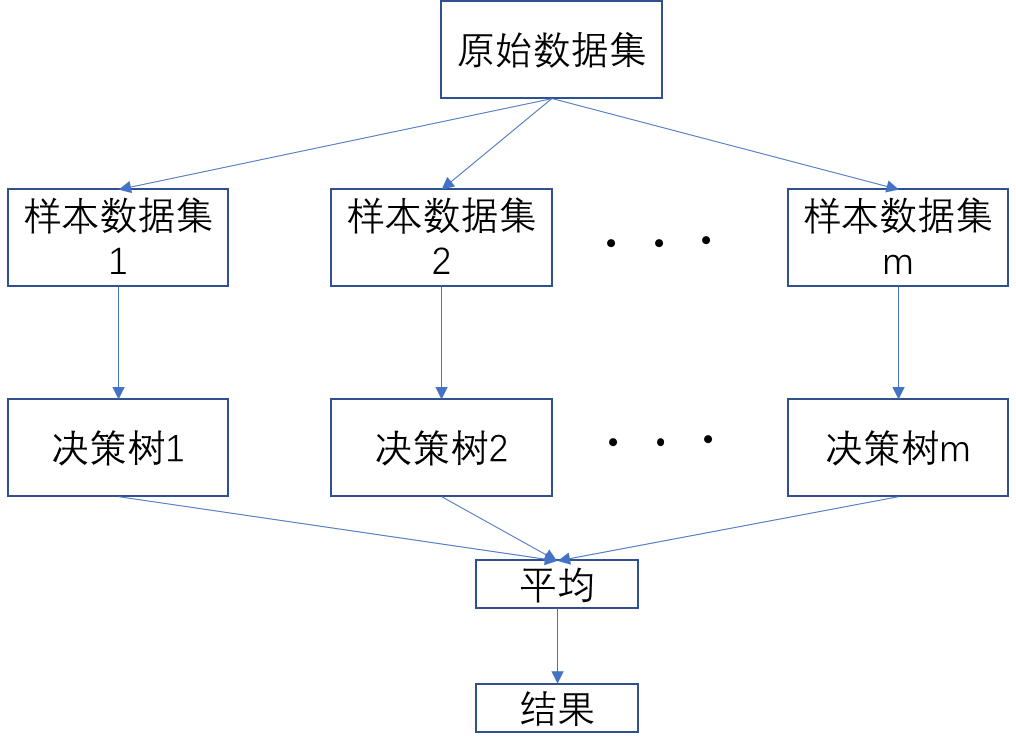 原始数据集
样本数据集
1
样本数据集
2
· · ·
样本数据集
m
决策树1
决策树2
· · ·
决策树m
平均
结果